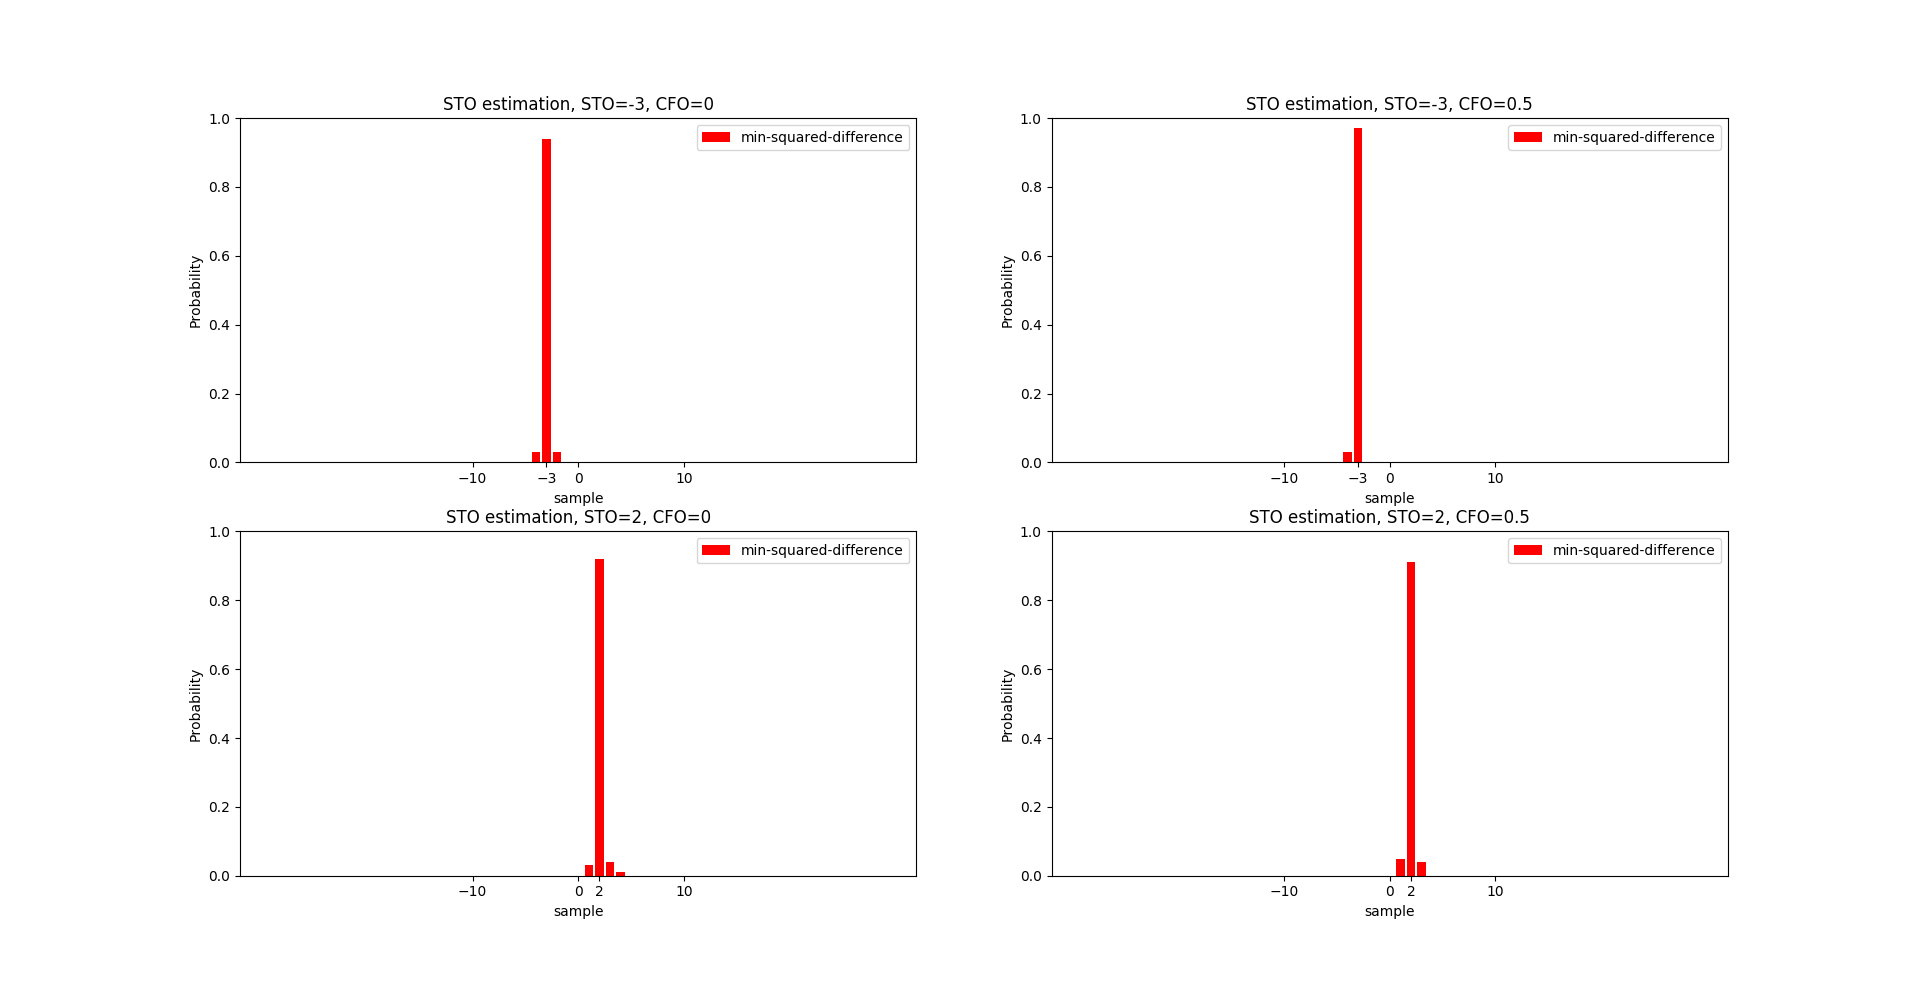 STO estimation, STO=-3, CFO=0
1.0
0.8
0.6
0.4
0.2
0.0
Probability
min-squared-difference
−10 −3 0 10
sample
STO estimation, STO=-3, CFO=0.5
1.0
0.8
0.6
0.4
0.2
0.0
Probability
min-squared-difference
−10 −3 0 10
sample
STO estimation, STO=2, CFO=0
1.0
0.8
0.6
0.4
0.2
0.0
Probability
min-squared-difference
−10 0 2 10
sample
STO estimation, STO=2, CFO=0.5
1.0
0.8
0.6
0.4
0.2
0.0
Probability
min-squared-difference
−10 0 2 10
sample